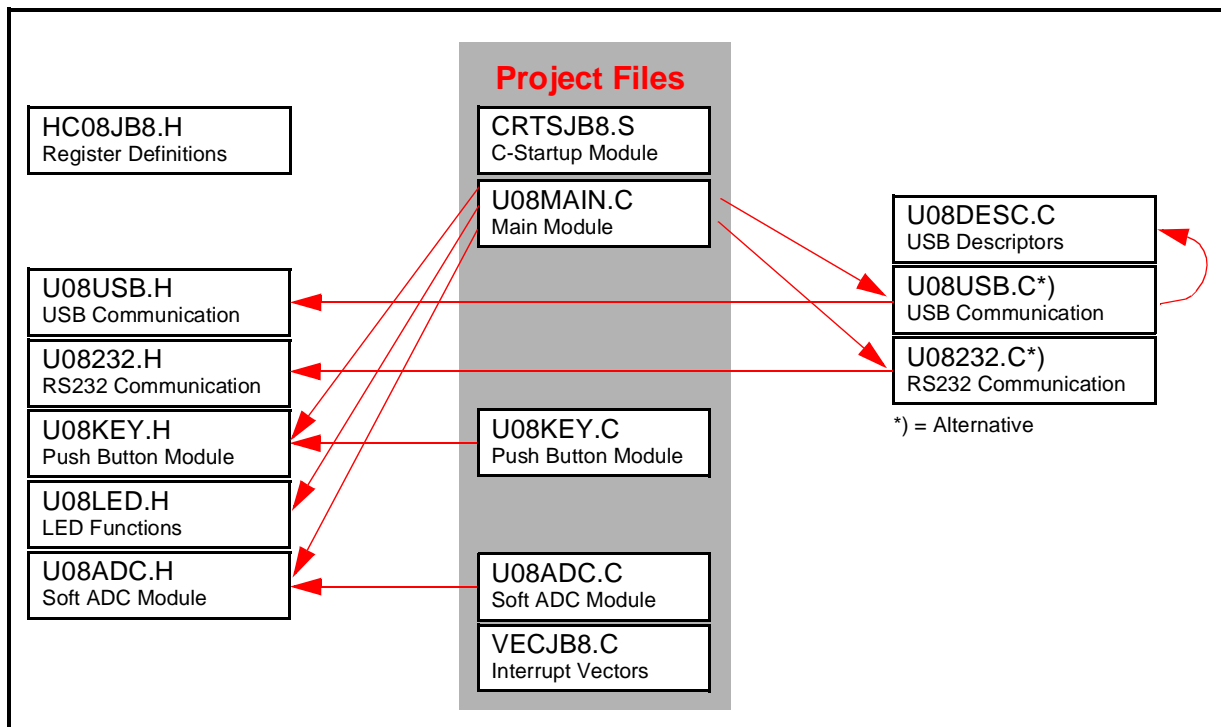 Project Files
HC08JB8.H
Register Definitions
CRTSJB8.S
C-Startup Module
U08MAIN.C
Main Module
U08DESC.C
USB Descriptors
U08USB.H
USB Communication
U08USB.C*)
USB Communication
U08232.H
RS232 Communication
U08232.C*)
RS232 Communication
*) = Alternative
U08KEY.H
Push Button Module
U08KEY.C
Push Button Module
U08LED.H
LED Functions
U08ADC.H
Soft ADC Module
U08ADC.C
Soft ADC Module
VECJB8.C
Interrupt Vectors